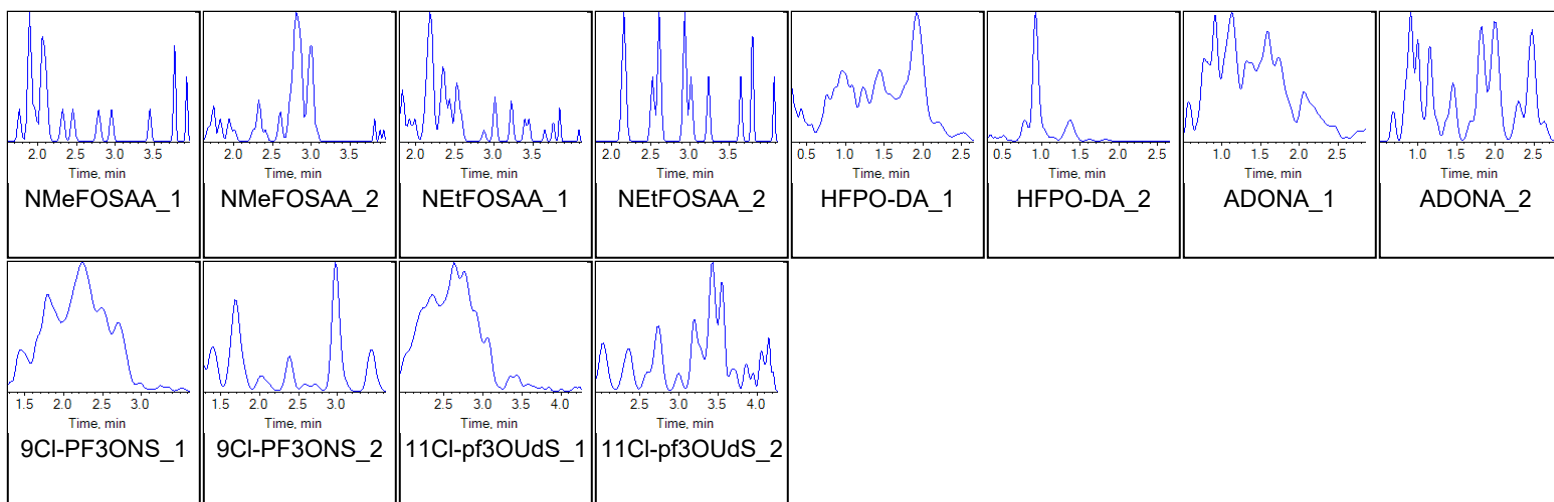 2.0 2.5 3.0 3.5
Time, min
NMeFOSAA_1
2.0 2.5 3.0 3.5
Time, min
NMeFOSAA_2
2.0 2.5 3.0 3.5
Time, min
NEtFOSAA_1
2.0 2.5 3.0 3.5
Time, min
NEtFOSAA_2
0.5 1.0 1.5 2.0 2.5
Time, min
HFPO-DA_1
0.5 1.0 1.5 2.0 2.5
Time, min
HFPO-DA_2
1.0 1.5 2.0 2.5
Time, min
ADONA_1
1.0 1.5 2.0 2.5
Time, min
ADONA_2
1.5 2.0 2.5 3.0
Time, min
9Cl-PF3ONS_1
1.5 2.0 2.5 3.0
Time, min
9Cl-PF3ONS_2
2.5 3.0 3.5 4.0
Time, min
11Cl-pf3OUdS_1
2.5 3.0 3.5 4.0
Time, min
11Cl-pf3OUdS_2